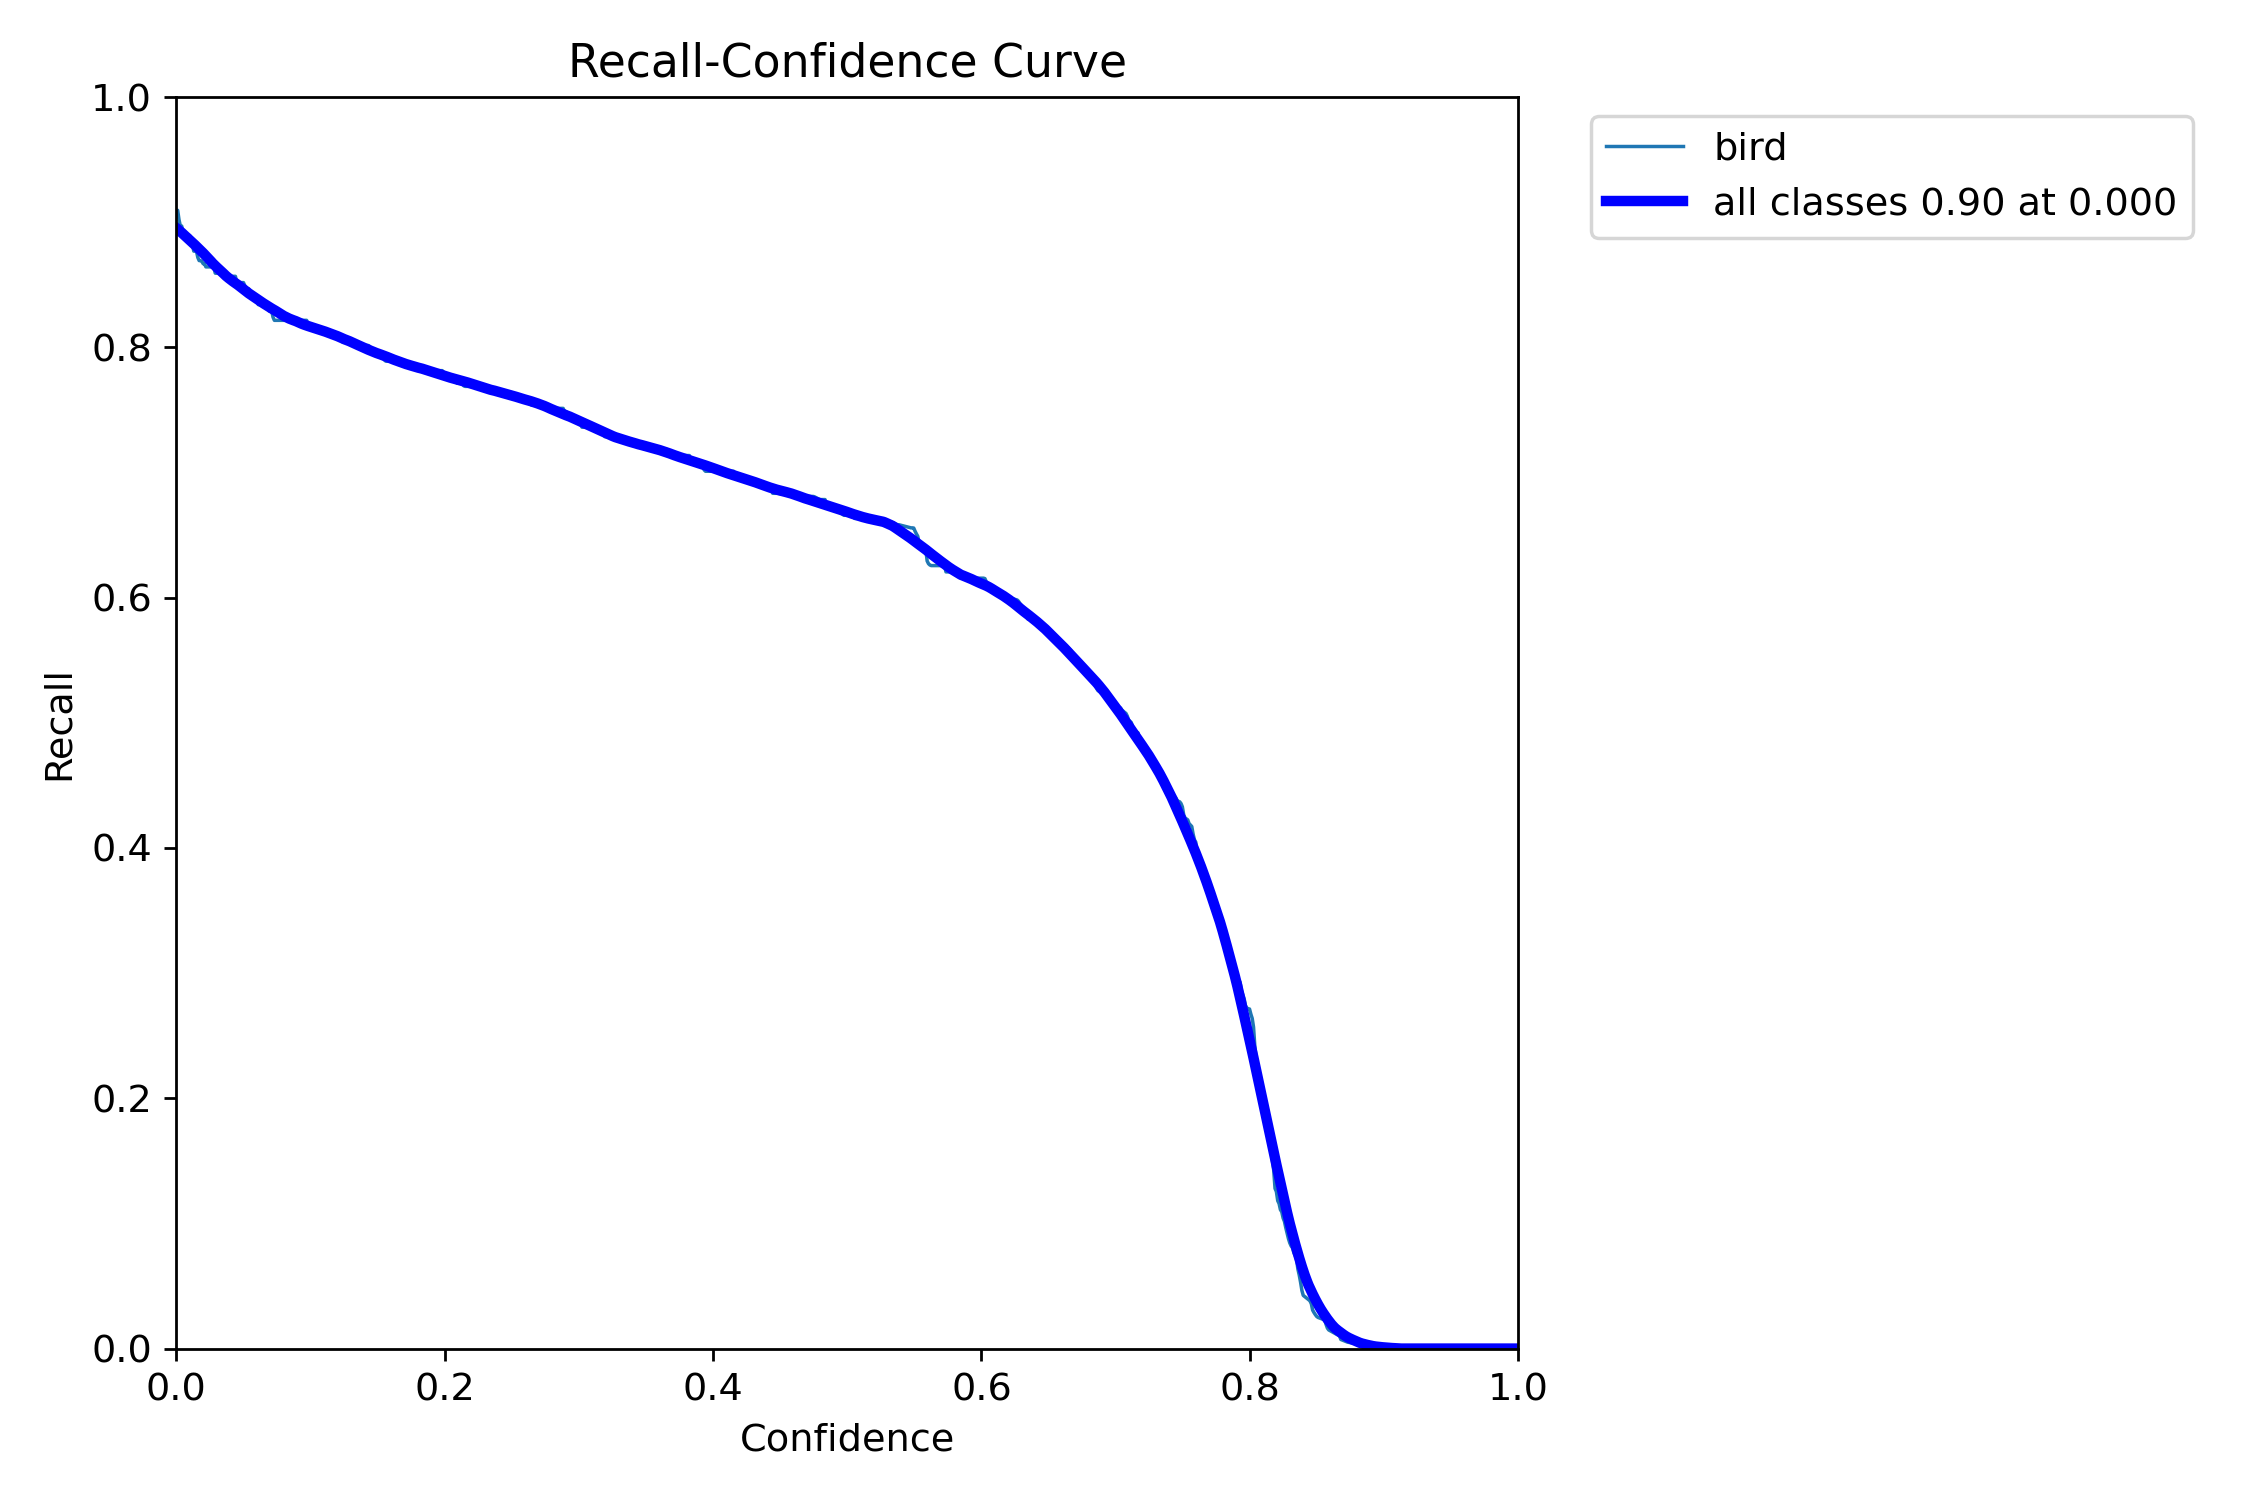 Recall-Confidence Curve
1.0
0.8
0.6
0.4
0.2
0.0
Recall
0.0 0.2 0.4 0.6 0.8 1.0
Confidence
bird
all classes 0.90 at 0.000